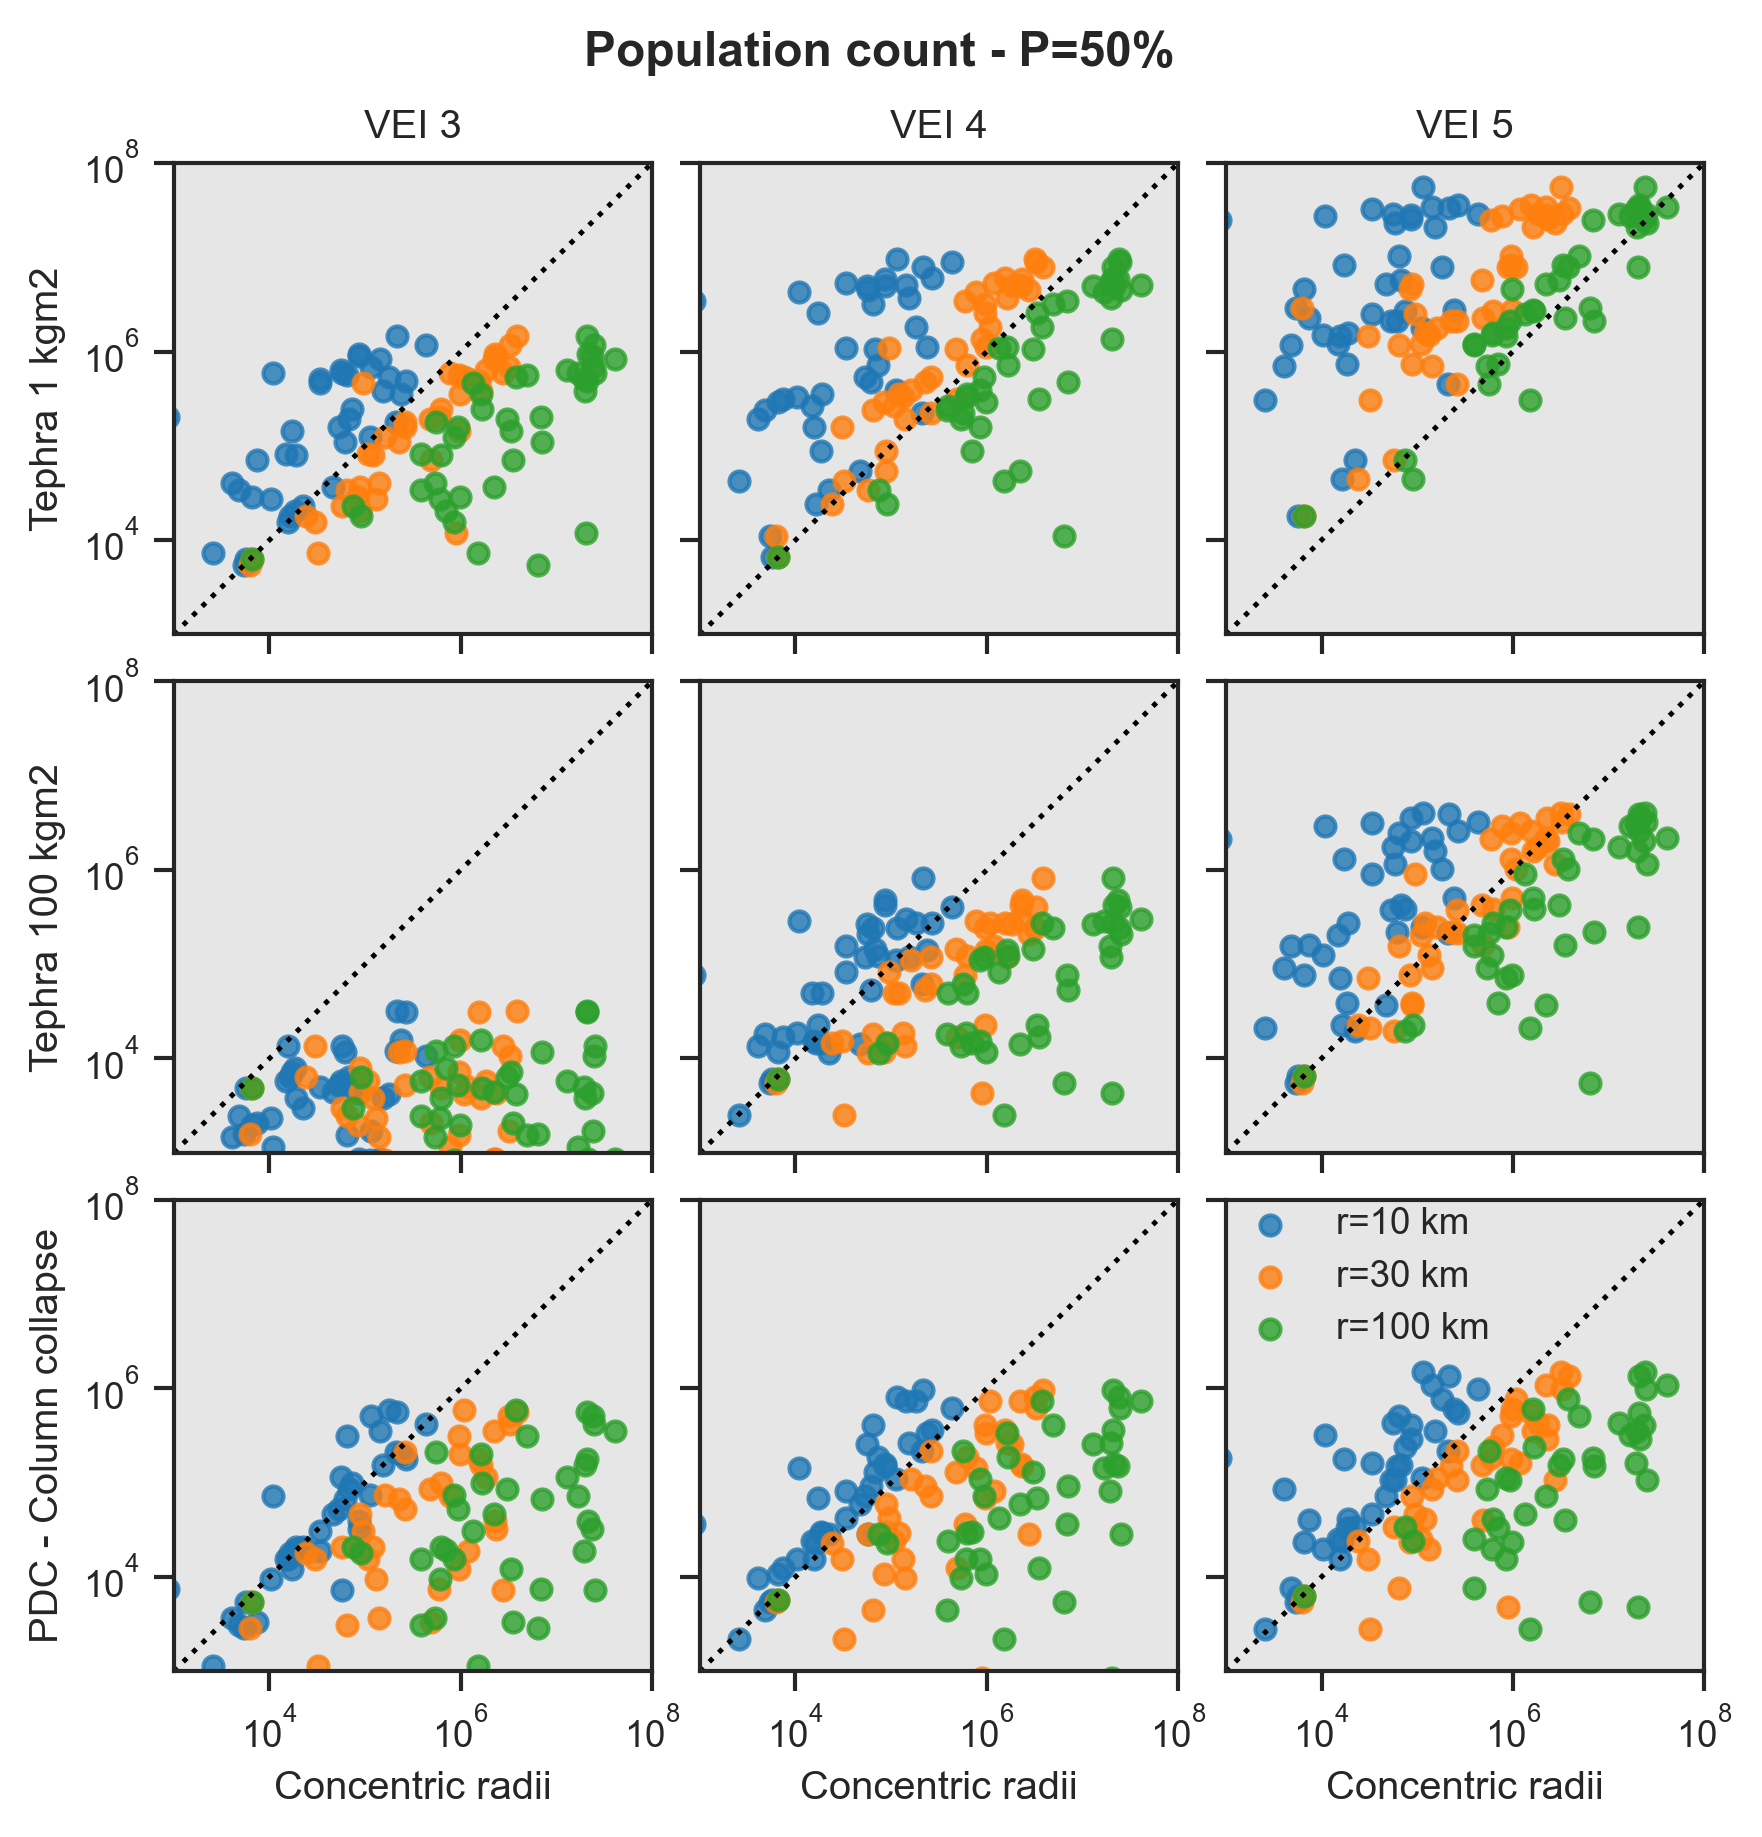 Population count - P=50%
VEI 3
VEI 4
VEI 5
Tephra 1 kgm2
10^8
10^6
10^4
Tephra 100 kgm2
10^8
10^6
10^4
PDC - Column collapse
10^8
10^6
10^4
r=10 km
r=30 km
r=100 km
10^4 10^6 10^8
10^4 10^6 10^8
10^4 10^6 10^8
Concentric radii
Concentric radii
Concentric radii